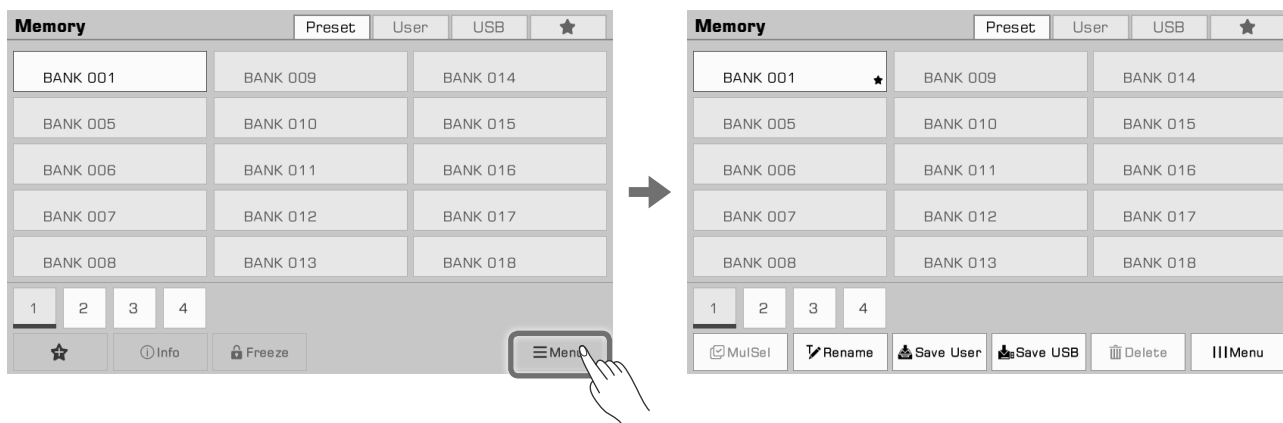 Memory Preset User USB
BANK 001 BANK 009 BANK 014
BANK 005 BANK 010 BANK 015
BANK 006 BANK 011 BANK 016
BANK 007 BANK 012 BANK 017
BANK 008 BANK 013 BANK 018
1 2 3 4
Info Freeze Menu
Memory Preset User USB
BANK 001 BANK 009 BANK 014
BANK 005 BANK 010 BANK 015
BANK 006 BANK 011 BANK 016
BANK 007 BANK 012 BANK 017
BANK 008 BANK 013 BANK 018
1 2 3 4
MulSel Rename Save User Save USB Delete Menu